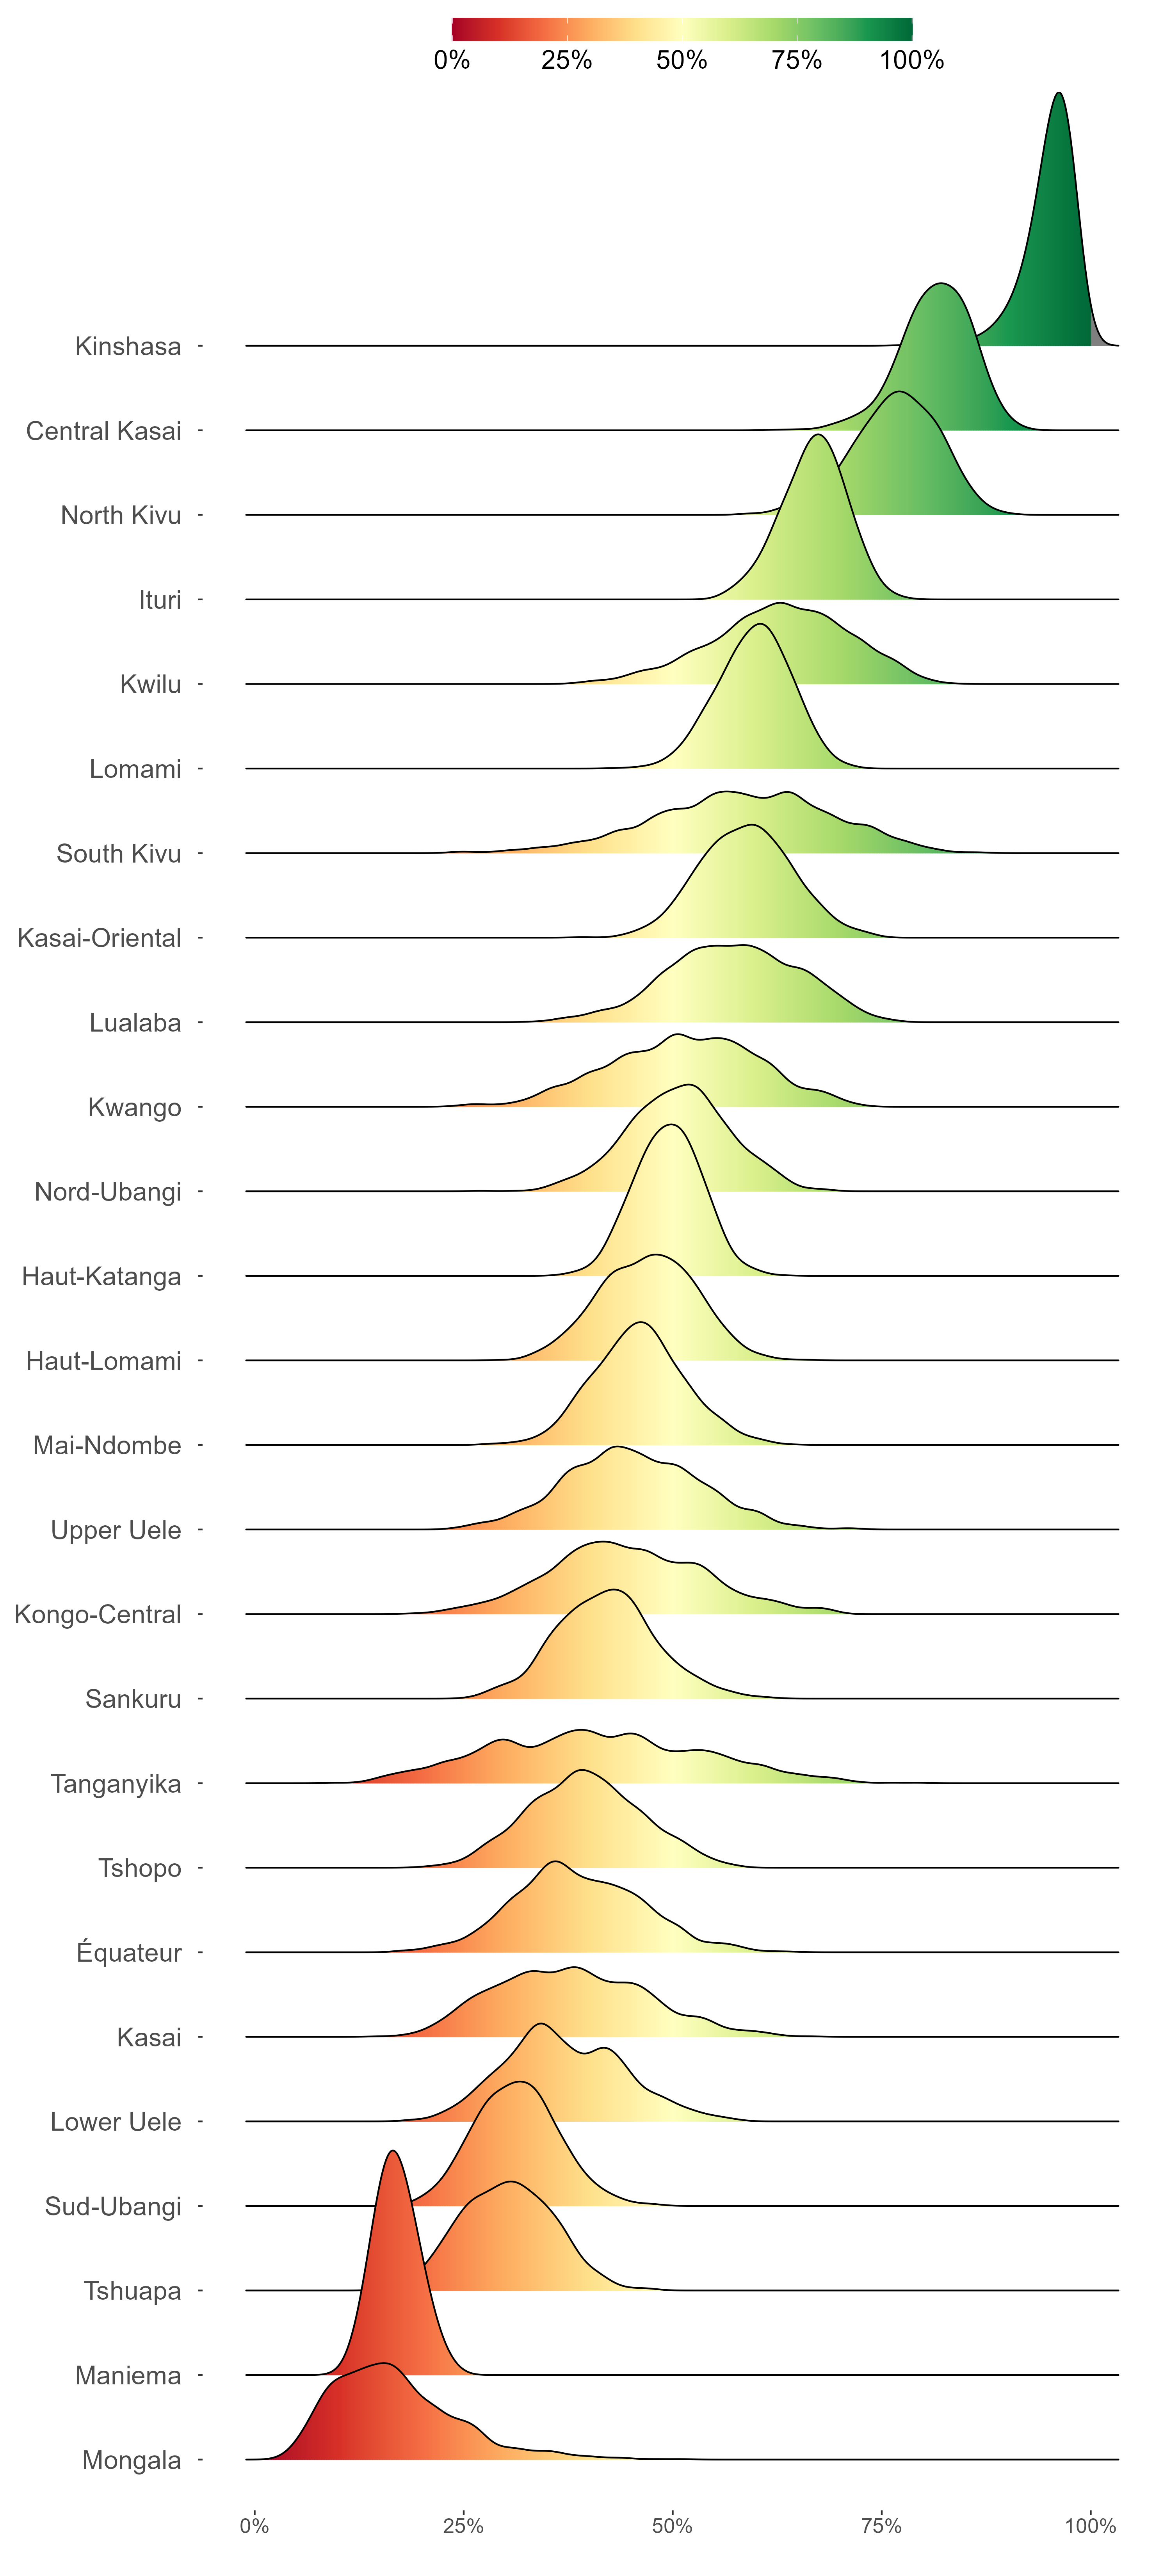 0% 25% 50% 75% 100%
Kinshasa
Central Kasai
North Kivu
Ituri
Kwilu
Lomami
South Kivu
Kasai-Oriental
Lualaba
Kwango
Nord-Ubangi
Haut-Katanga
Haut-Lomami
Mai-Ndombe
Upper Uele
Kongo-Central
Sankuru
Tanganyika
Tshopo
Équateur
Kasai
Lower Uele
Sud-Ubangi
Tshuapa
Maniema
Mongala
0% 25% 50% 75% 100%